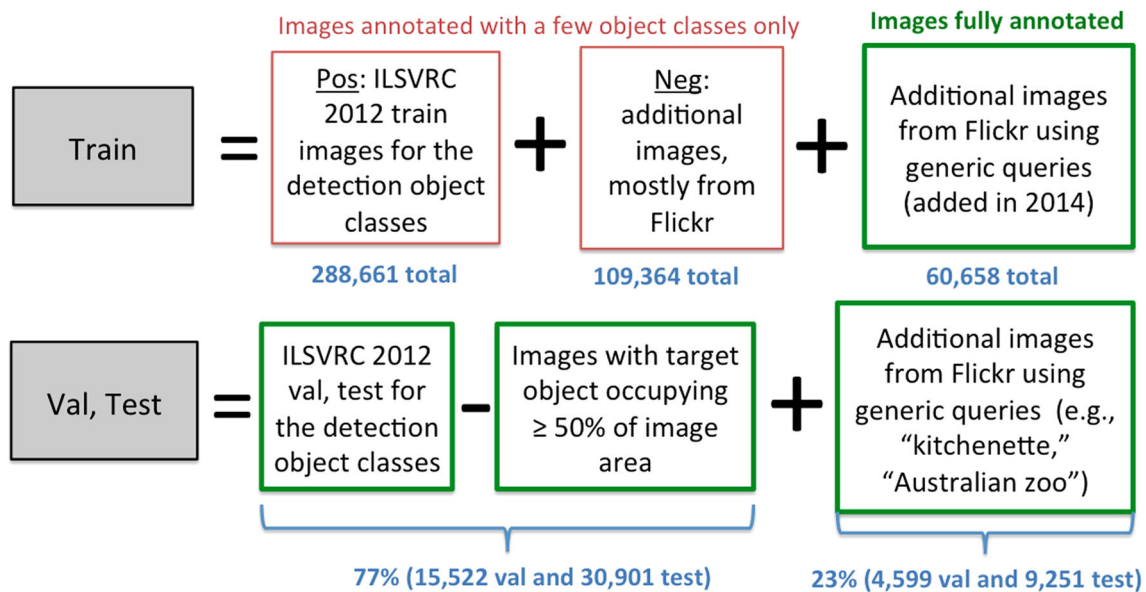 Images annotated with a few object classes only
Images fully annotated
Train
=
Pos: ILSVRC
2012 train
images for the
detection object
classes
+
Neg:
additional
images,
mostly from
Flickr
+
Additional images
from Flickr using
generic queries
(added in 2014)
288,661 total
109,364 total
60,658 total
Val, Test
=
ILSVRC 2012
val, test for
the detection
object classes
-
Images with target
object occupying
≥ 50% of image
area
+
Additional images
from Flickr using
generic queries (e.g.,
“kitchenette,”
“Australian zoo”)
77% (15,522 val and 30,901 test)
23% (4,599 val and 9,251 test)